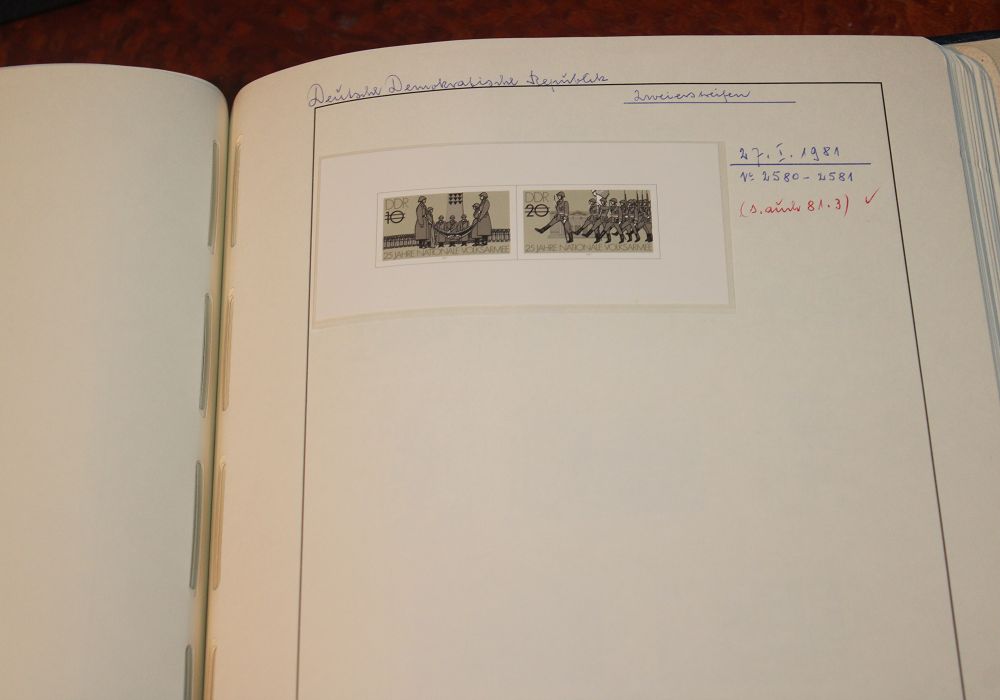 Deutsche Demokratische Republik
Zweierstreifen
27. I. 1981
Nº 2580 - 2581
(s. auch 81.3) ✓
DDR
10
25 JAHRE NATIONALE VOLKSARMEE
DDR
20
25 JAHRE NATIONALE VOLKSARMEE